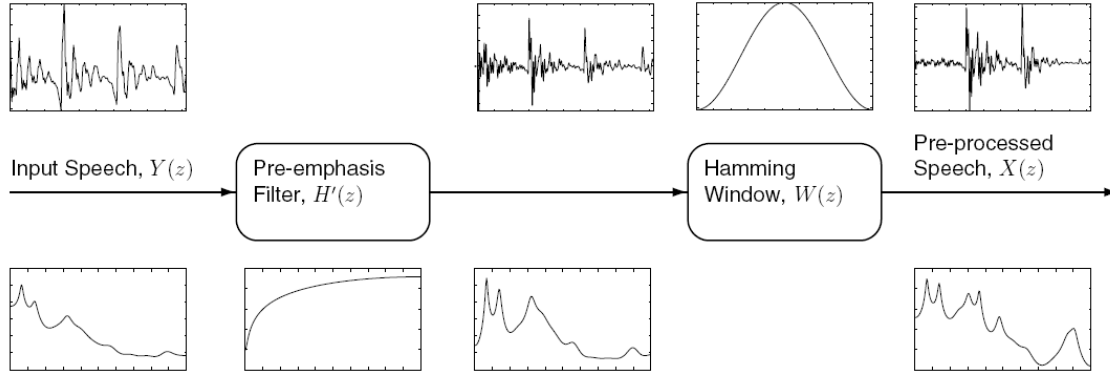 Input Speech, Y(z)
Pre-emphasis
Filter, H′(z)
Hamming
Window, W(z)
Pre-processed
Speech, X(z)